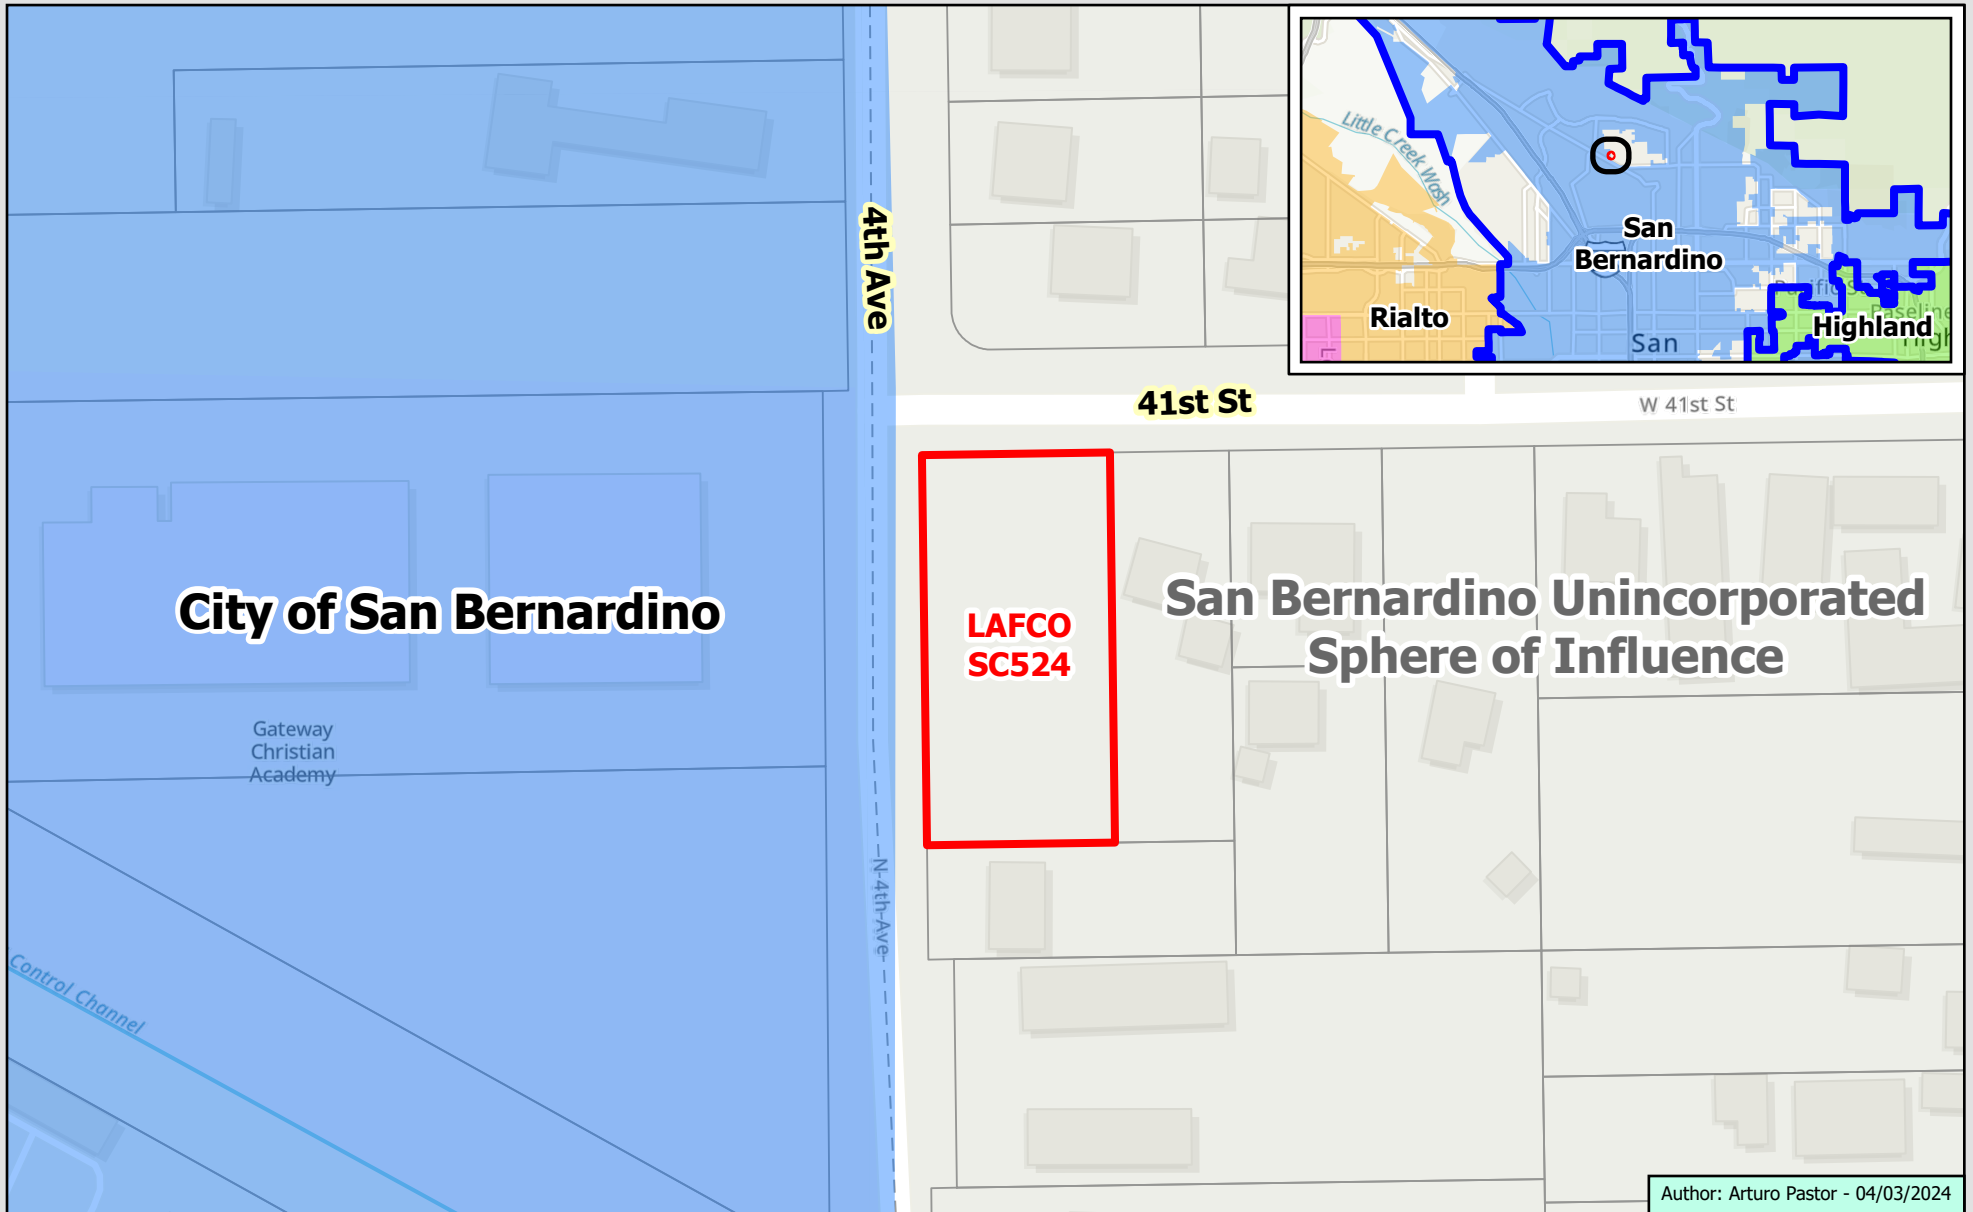 4th Ave
Little Creek Wash
San
Bernardino
Rialto
Highland
San
41st St
W 41st St
City of San Bernardino
LAFCO
SC524
San Bernardino Unincorporated
Sphere of Influence
Gateway
Christian
Academy
N 4th Ave
Control Channel
Author: Arturo Pastor - 04/03/2024